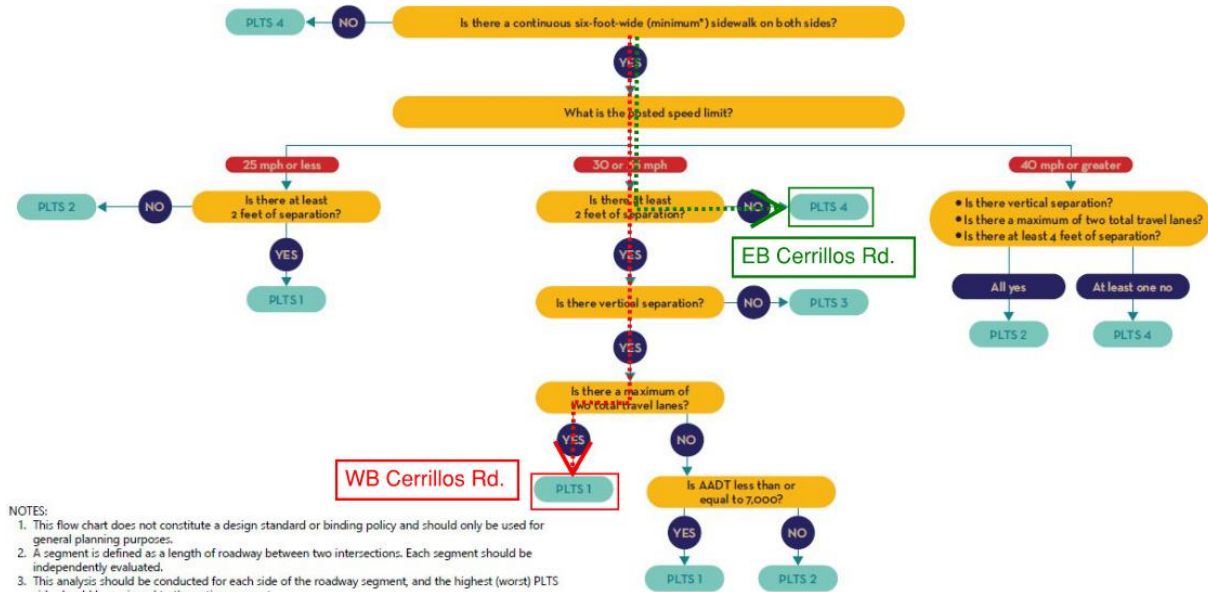 Is there a continuous six-foot-wide (minimum*) sidewalk on both sides?
NO
PLTS 4
YES
What is the posted speed limit?
25 mph or less
30 or 35 mph
40 mph or greater
Is there at least
2 feet of separation?
NO
PLTS 2
YES
PLTS 1
Is there at least
2 feet of separation?
NO
PLTS 4
EB Cerrillos Rd.
YES
Is there vertical separation?
NO
PLTS 3
YES
Is there a maximum of
two total travel lanes?
YES
PLTS 1
WB Cerrillos Rd.
NO
Is AADT less than or
equal to 7,000?
YES
NO
PLTS 1
PLTS 2
• Is there vertical separation?
• Is there a maximum of two total travel lanes?
• Is there at least 4 feet of separation?
All yes
At least one no
PLTS 2
PLTS 4
NOTES:
1. This flow chart does not constitute a design standard or binding policy and should only be used for
general planning purposes.
2. A segment is defined as a length of roadway between two intersections. Each segment should be
independently evaluated.
3. This analysis should be conducted for each side of the roadway segment, and the highest (worst) PLTS